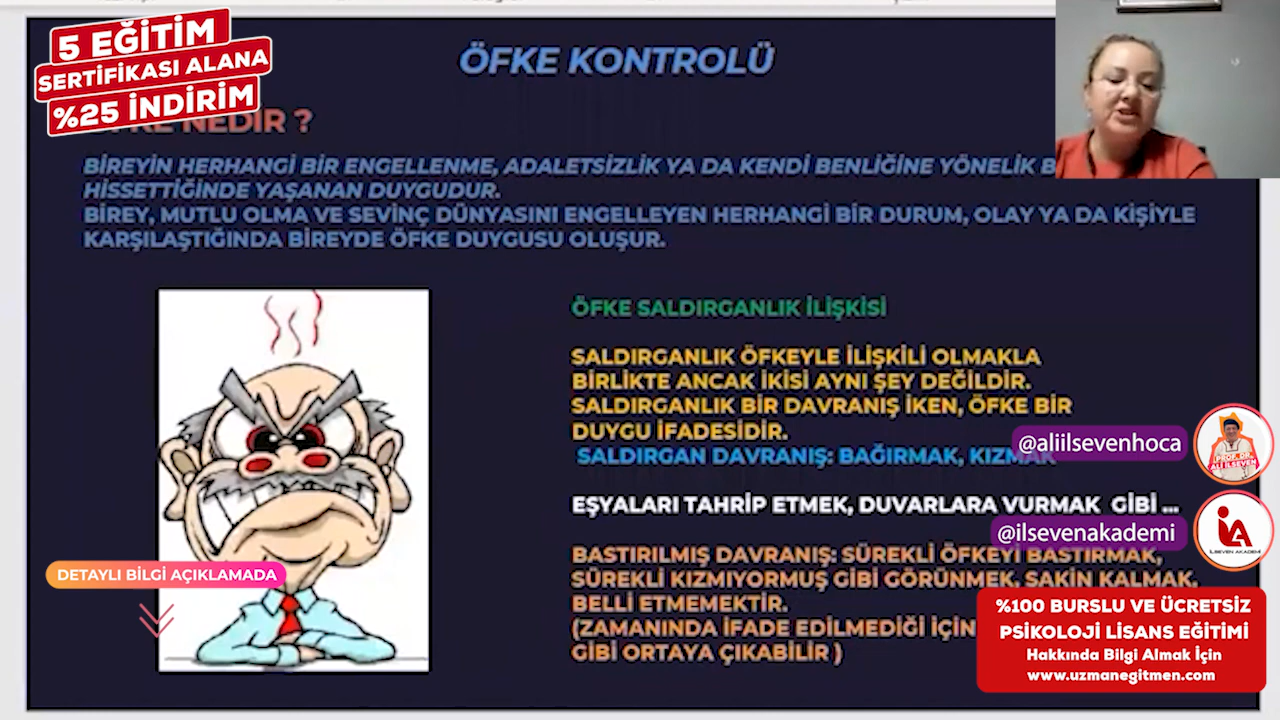 5 EĞİTİM
SERTİFİKASI ALANA
%25 İNDİRİM
ÖFKE KONTROLÜ
NEDİR ?
BİREYİN HERHANGİ BİR ENGELLENME, ADALETSİZLİK YA DA KENDİ BENLİĞİNE YÖNELİK
HİSSETTİĞİNDE YAŞANAN DUYGUDUR.
BİREY, MUTLU OLMA VE SEVİNÇ DÜNYASINI ENGELLEYEN HERHANGİ BİR DURUM, OLAY YA DA KİŞİYLE
KARŞILAŞTIĞINDA BİREYDE ÖFKE DUYGUSU OLUŞUR.
ÖFKE SALDIRGANLIK İLİŞKİSİ
SALDIRGANLIK ÖFKEYLE İLİŞKİLİ OLMAKLA
BİRLİKTE ANCAK İKİSİ AYNI ŞEY DEĞİLDİR.
SALDIRGANLIK BİR DAVRANIŞ İKEN, ÖFKE BİR
DUYGU İFADESİDİR.
SALDIRGAN DAVRANIŞ: BAĞIRMAK, KIZMAK
EŞYALARI TAHRİP ETMEK, DUVARLARA VURMAK GİBİ ...
BASTIRILMIŞ DAVRANIŞ: SÜREKLİ ÖFKEYİ BASTIRMAK,
SÜREKLİ KIZMIYORMUŞ GİBİ GÖRÜNMEK, SAKİN KALMAK,
BELLİ ETMEMEKTİR.
(ZAMANINDA İFADE EDİLMEDİĞİ İÇİN
GİBİ ORTAYA ÇIKABİLİR )
@aliilsevenhoca
PROF. DR.
ALİ İLSEVEN
@ilsevenakademi
İLSEVEN AKADEMİ
DETAYLI BİLGİ AÇIKLAMADA
%100 BURSLU VE ÜCRETSİZ
PSİKOLOJİ LİSANS EĞİTİMİ
Hakkında Bilgi Almak İçin
www.uzmanegitmen.com